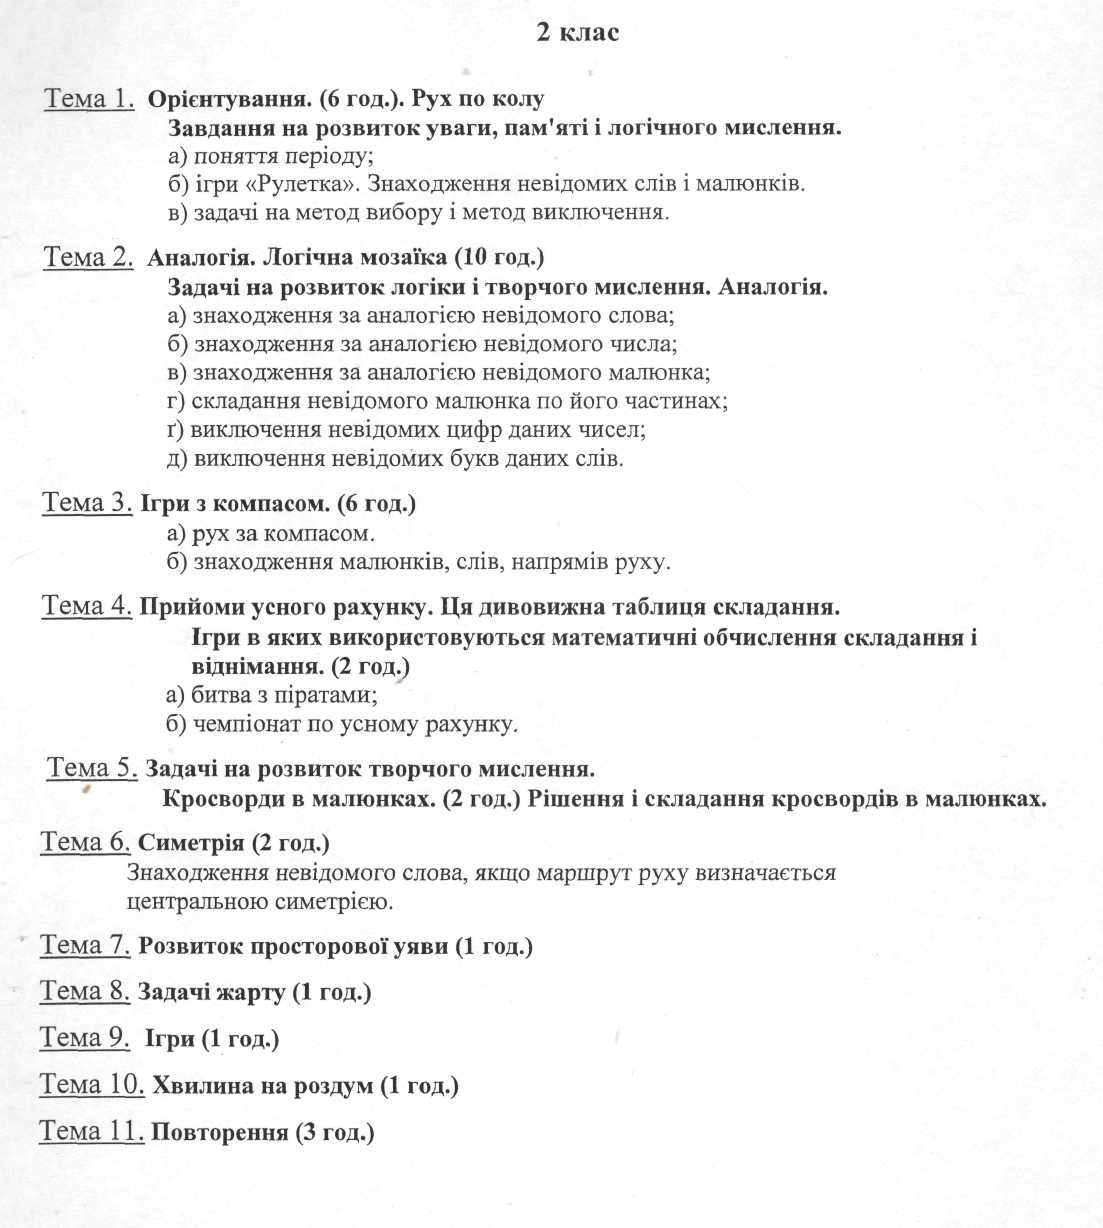 2 клас
Тема 1. Орієнтування. (6 год.). Рух по колу
Завдання на розвиток уваги, пам'яті і логічного мислення.
а) поняття періоду;
б) ігри «Рулетка». Знаходження невідомих слів і малюнків.
в) задачі на метод вибору і метод виключення.
Тема 2. Аналогія. Логічна мозаїка (10 год.)
Задачі на розвиток логіки і творчого мислення. Аналогія.
а) знаходження за аналогією невідомого слова;
б) знаходження за аналогією невідомого числа;
в) знаходження за аналогією невідомого малюнка;
г) складання невідомого малюнка по його частинах;
ґ) виключення невідомих цифр даних чисел;
д) виключення невідомих букв даних слів.
Тема 3. Ігри з компасом. (6 год.)
а) рух за компасом.
б) знаходження малюнків, слів, напрямів руху.
Тема 4. Прийоми усного рахунку. Ця дивовижна таблиця складання.
Ігри в яких використовуються математичні обчислення складання і
віднімання. (2 год.)
а) битва з піратами;
б) чемпіонат по усному рахунку.
Тема 5. Задачі на розвиток творчого мислення.
Кросворди в малюнках. (2 год.) Рішення і складання кросвордів в малюнках.
Тема 6. Симетрія (2 год.)
Знаходження невідомого слова, якщо маршрут руху визначається
центральною симетрією.
Тема 7. Розвиток просторової уяви (1 год.)
Тема 8. Задачі жарту (1 год.)
Тема 9. Ігри (1 год.)
Тема 10. Хвилина на роздум (1 год.)
Тема 11. Повторення (3 год.)